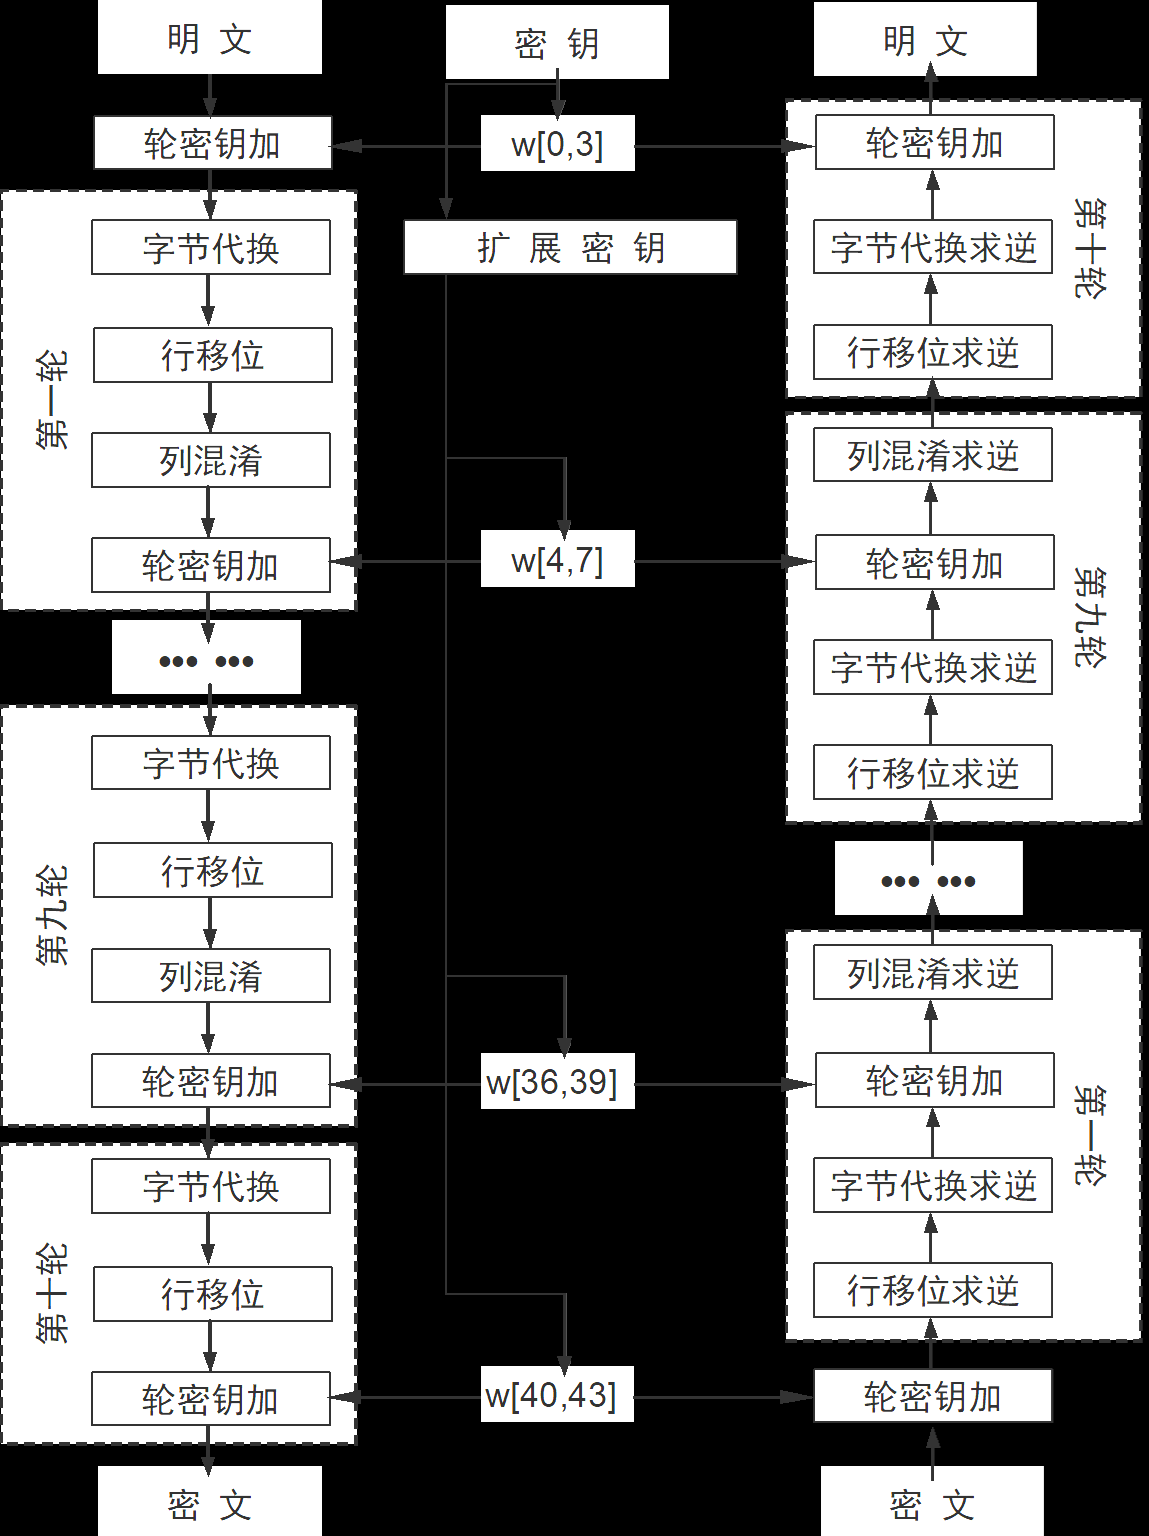 明 文
轮密钥加
第一轮
字节代换
行移位
列混淆
轮密钥加
••• •••
第九轮
字节代换
行移位
列混淆
轮密钥加
第十轮
字节代换
行移位
轮密钥加
密 文
密 钥
w[0,3]
扩 展 密 钥
w[4,7]
w[36,39]
w[40,43]
明 文
轮密钥加
字节代换求逆
行移位求逆
第十轮
列混淆求逆
轮密钥加
字节代换求逆
行移位求逆
第九轮
••• •••
列混淆求逆
轮密钥加
字节代换求逆
行移位求逆
第一轮
轮密钥加
密 文